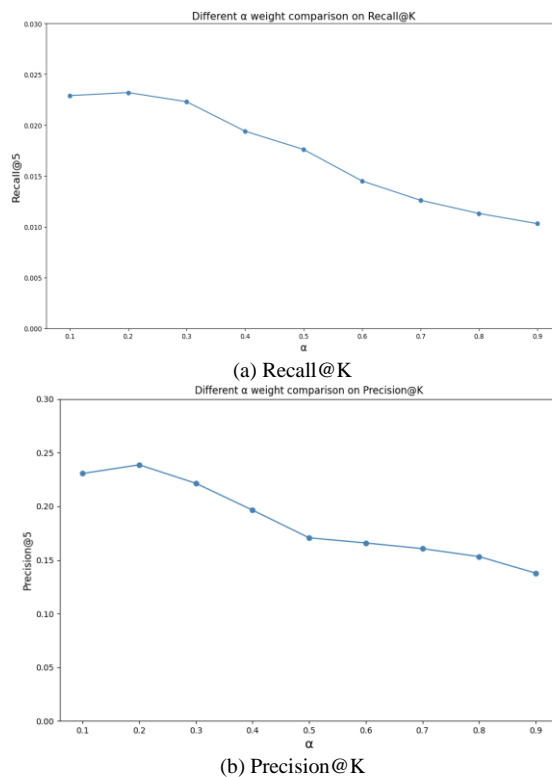 Different α weight comparison on Recall@K
0.030
0.025
0.020
0.015
0.010
0.005
0.000
Recall@5
0.1 0.2 0.3 0.4 0.5 0.6 0.7 0.8 0.9
α
(a) Recall@K
Different α weight comparison on Precision@K
0.30
0.25
0.20
0.15
0.10
0.05
0.00
Precision@5
0.1 0.2 0.3 0.4 0.5 0.6 0.7 0.8 0.9
α
(b) Precision@K